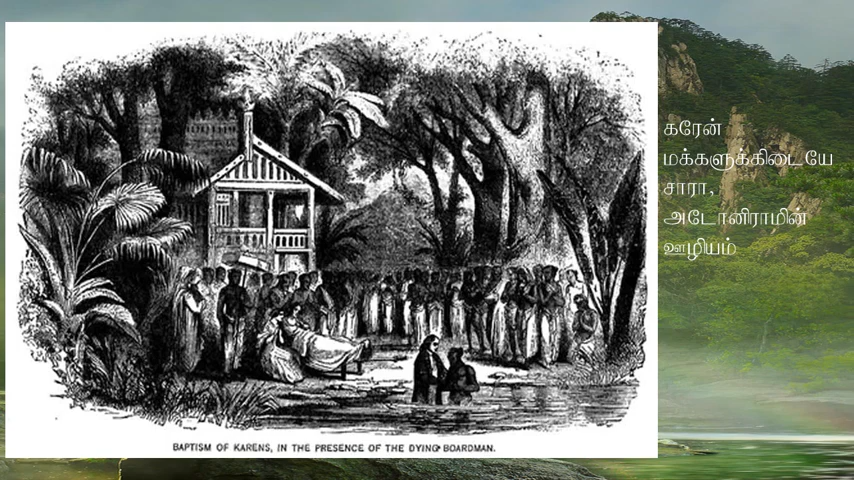 கரேன்
மக்களுக்கிடையே
சாரா,
அடோனிராமின்
ஊழியம்
BAPTISM OF KARENS, IN THE PRESENCE OF THE DYING BOARDMAN.